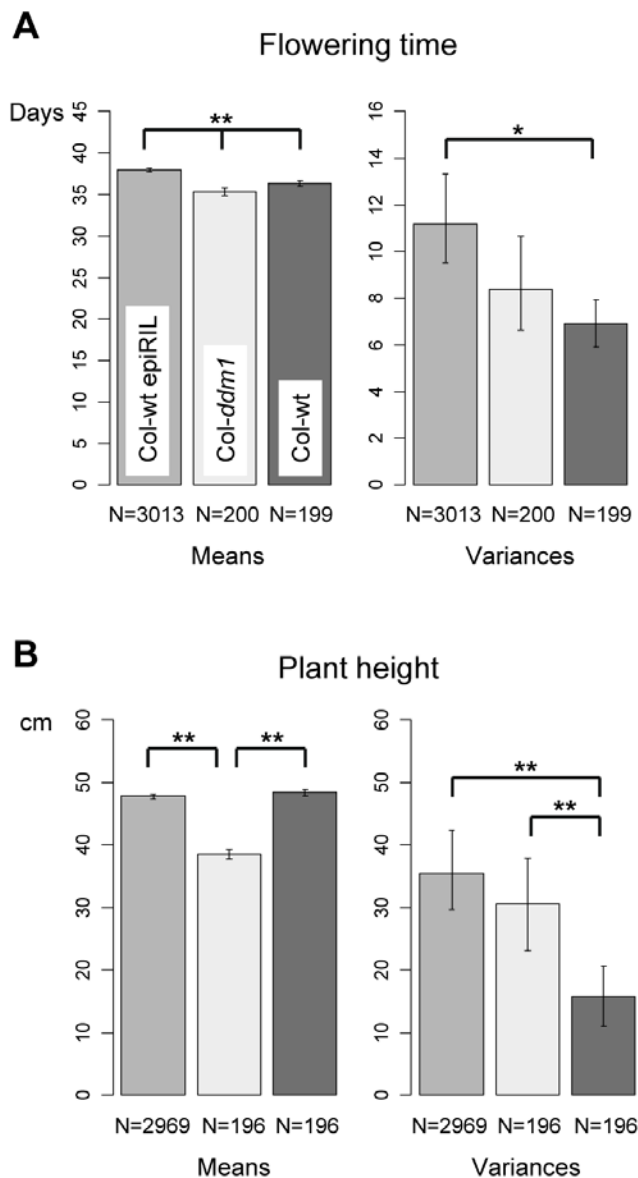 A
Flowering time
Days
45
40
35
30
25
20
15
10
5
0
**
Col-wt epiRIL
Col-ddm1
Col-wt
N=3013 N=200 N=199
Means
16
14
12
10
8
6
4
2
0
*
N=3013 N=200 N=199
Variances
B
Plant height
cm
60
50
40
30
20
10
0
** **
N=2969 N=196 N=196
Means
60
50
40
30
20
10
0
**
**
N=2969 N=196 N=196
Variances